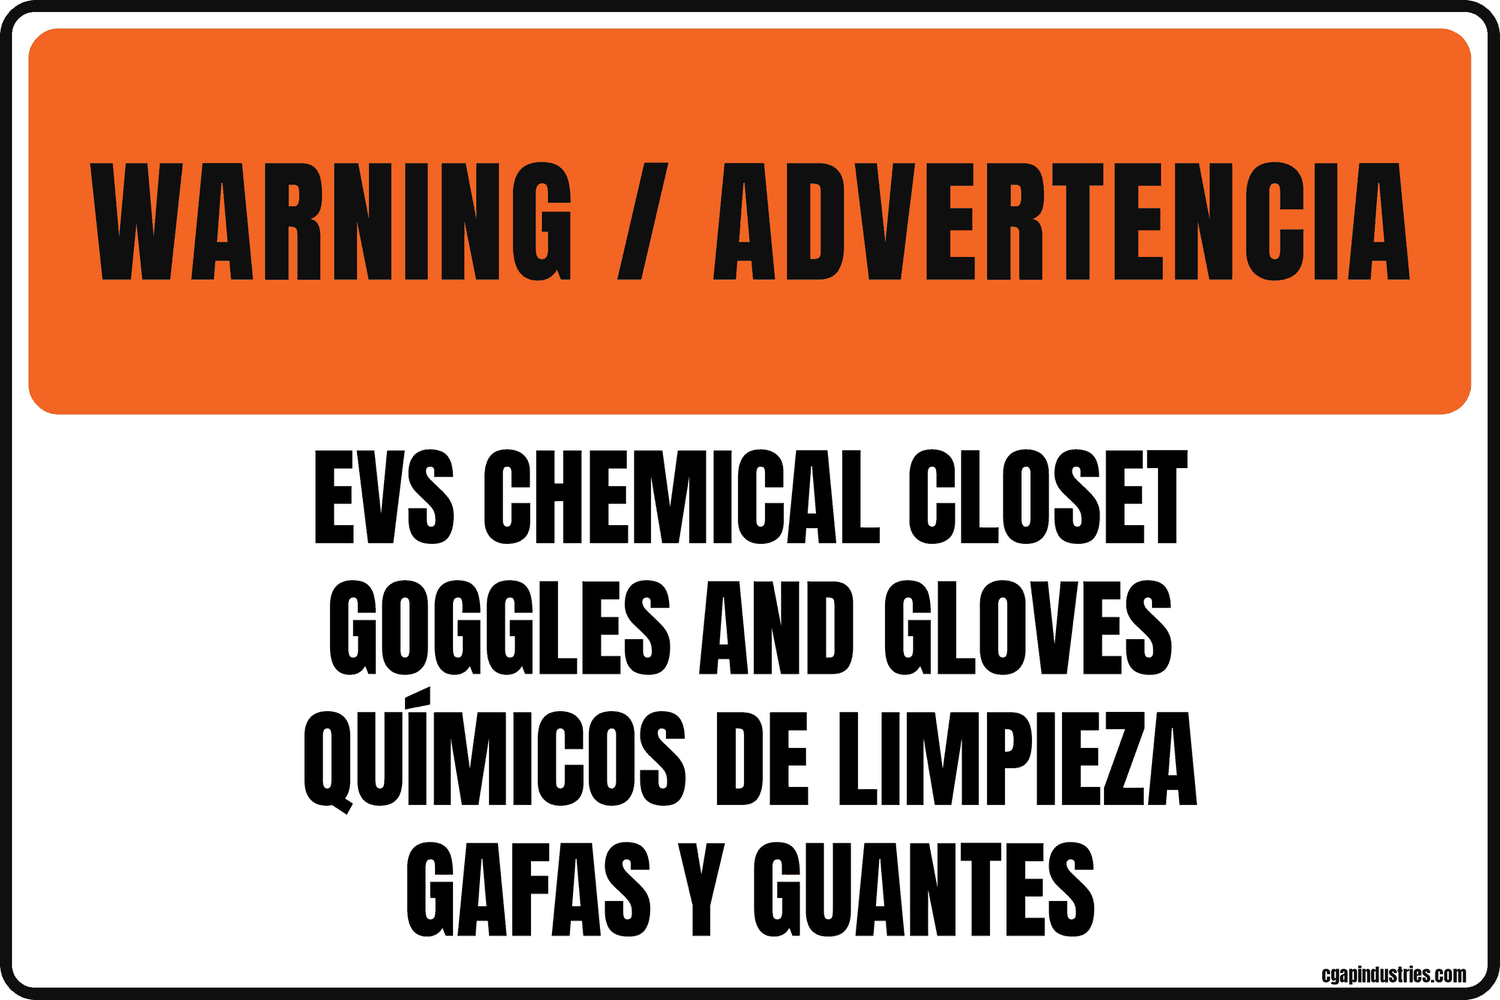 WARNING / ADVERTENCIA
EVS CHEMICAL CLOSET
GOGGLES AND GLOVES
QUÍMICOS DE LIMPIEZA
GAFAS Y GUANTES
cgapindustries.com